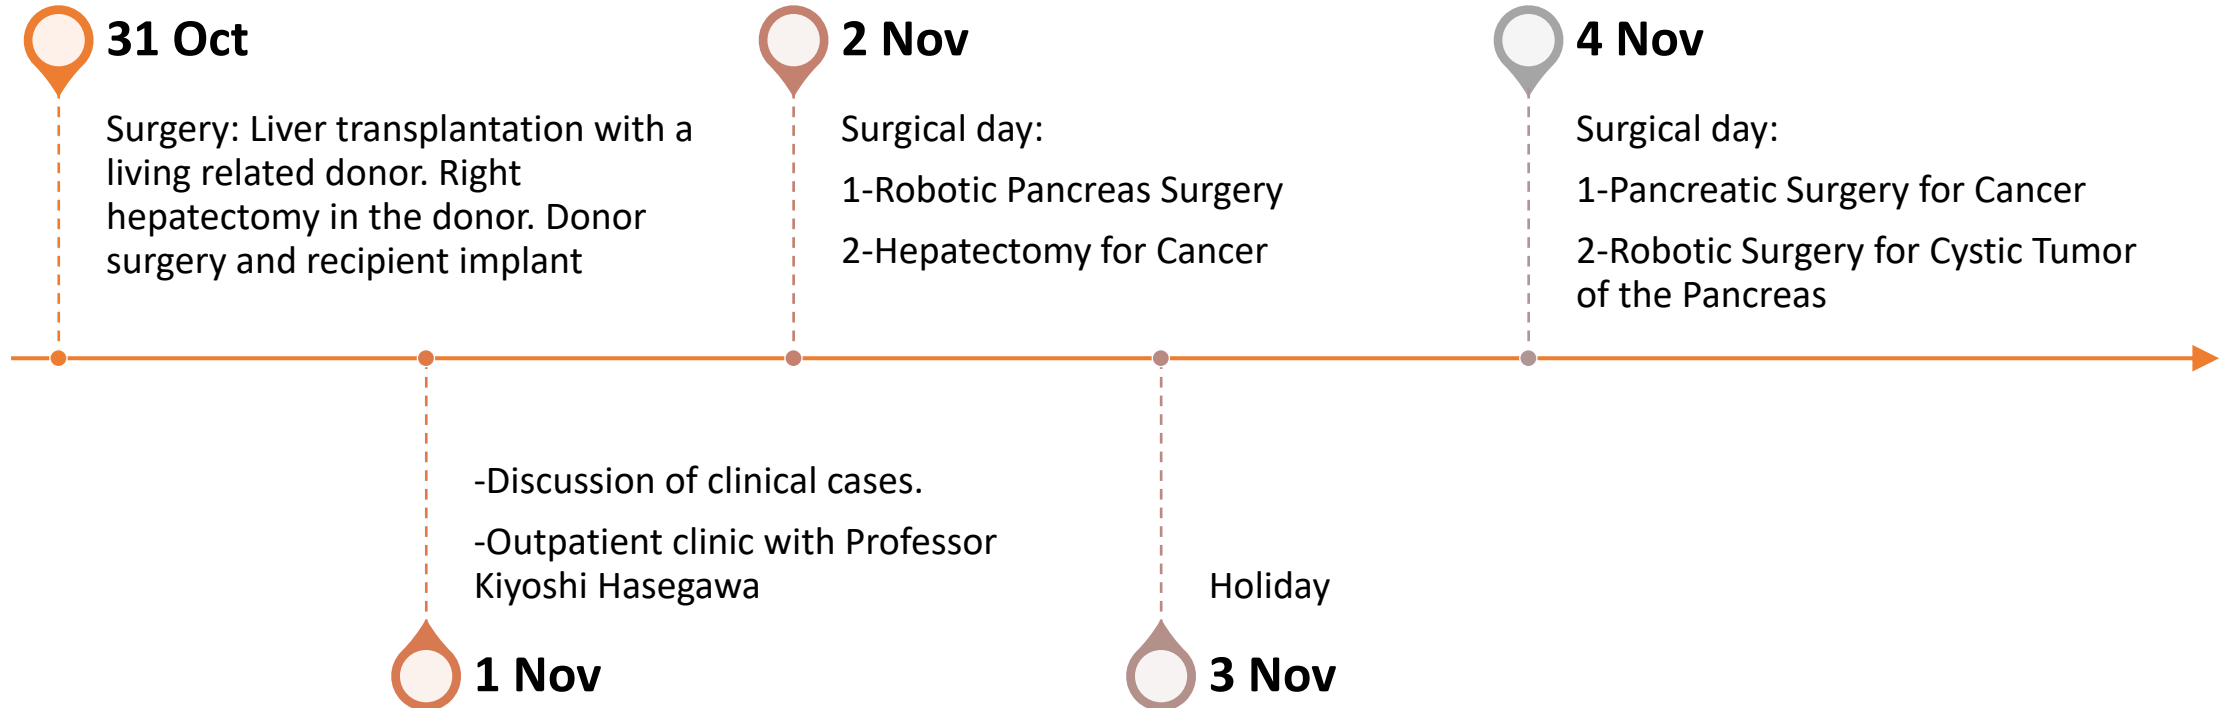 31 Oct
Surgery: Liver transplantation with a
living related donor. Right
hepatectomy in the donor. Donor
surgery and recipient implant
-Discussion of clinical cases.
-Outpatient clinic with Professor
Kiyoshi Hasegawa
1 Nov
2 Nov
Surgical day:
1-Robotic Pancreas Surgery
2-Hepatectomy for Cancer
Holiday
3 Nov
4 Nov
Surgical day:
1-Pancreatic Surgery for Cancer
2-Robotic Surgery for Cystic Tumor
of the Pancreas